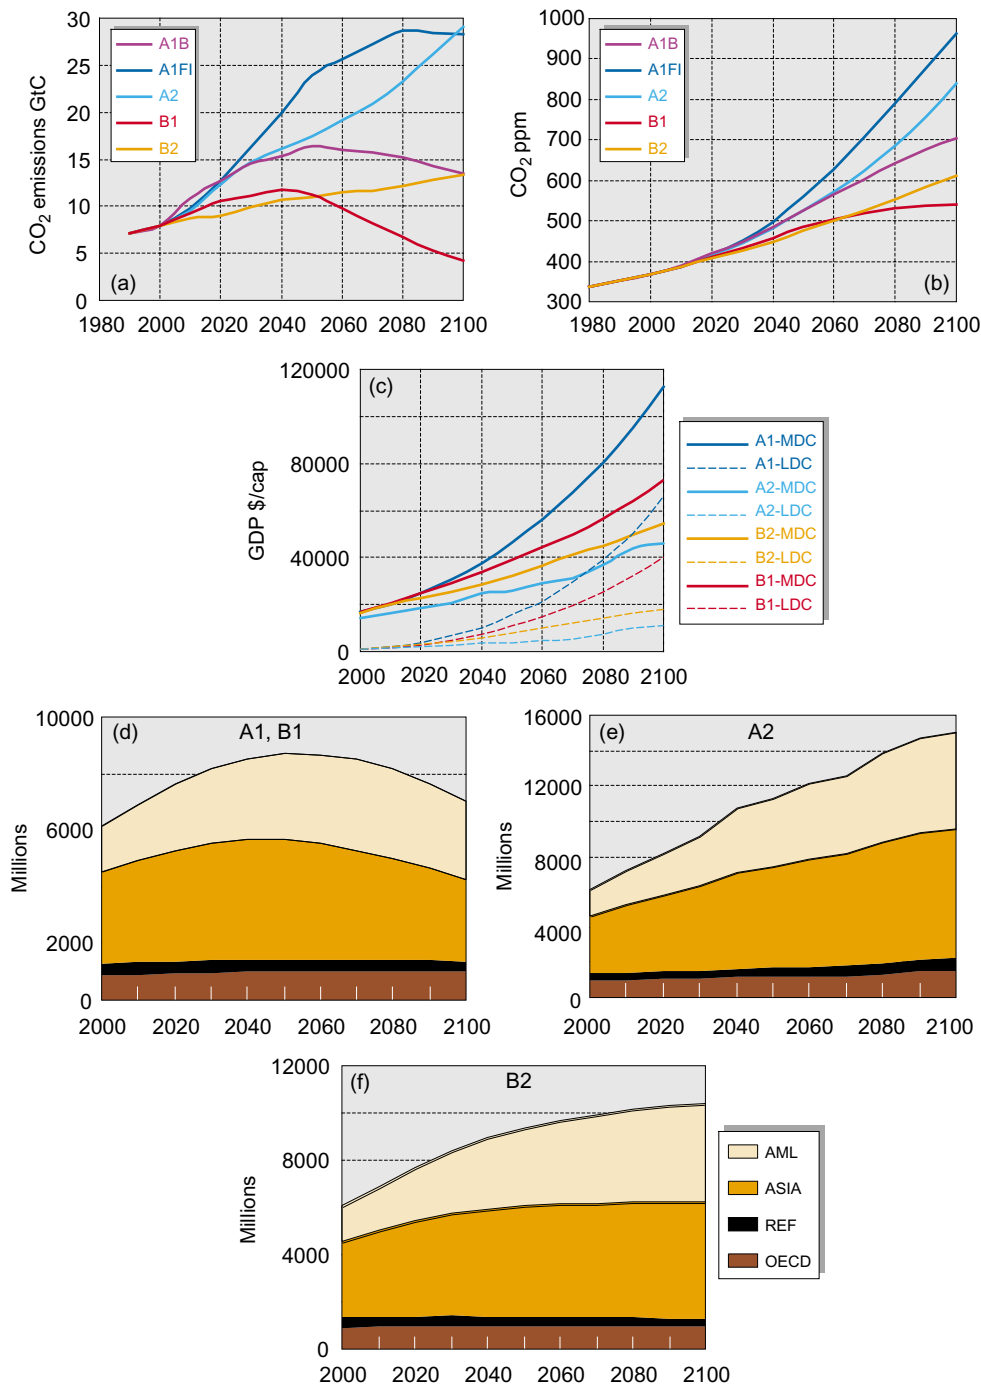 30
25
20
15
10
5
0
CO₂ emissions GtC
A1B
A1FI
A2
B1
B2
(a)
1980 2000 2020 2040 2060 2080 2100
1000
900
800
700
600
500
400
300
CO₂ ppm
A1B
A1FI
A2
B1
B2
(b)
1980 2000 2020 2040 2060 2080 2100
120000
80000
40000
0
GDP $/cap
(c)
2000 2020 2040 2060 2080 2100
A1-MDC
A1-LDC
A2-MDC
A2-LDC
B2-MDC
B2-LDC
B1-MDC
B1-LDC
10000
6000
2000
0
Millions
(d)
A1, B1
2000 2020 2040 2060 2080 2100
16000
12000
8000
4000
0
Millions
(e)
A2
2000 2020 2040 2060 2080 2100
12000
8000
4000
0
Millions
(f)
B2
2000 2020 2040 2060 2080 2100
AML
ASIA
REF
OECD